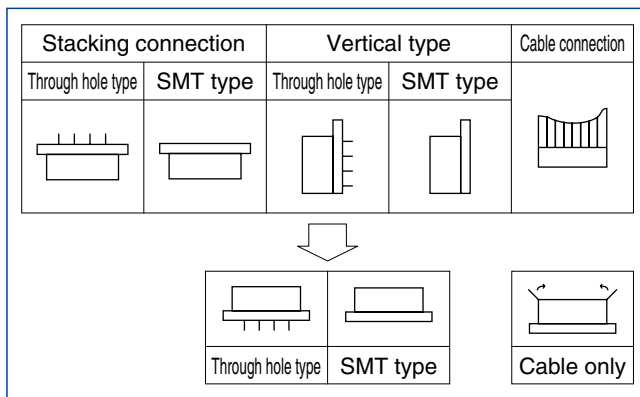 Stacking connection Vertical type Cable connection
Through hole type SMT type Through hole type SMT type
Through hole type SMT type Cable only